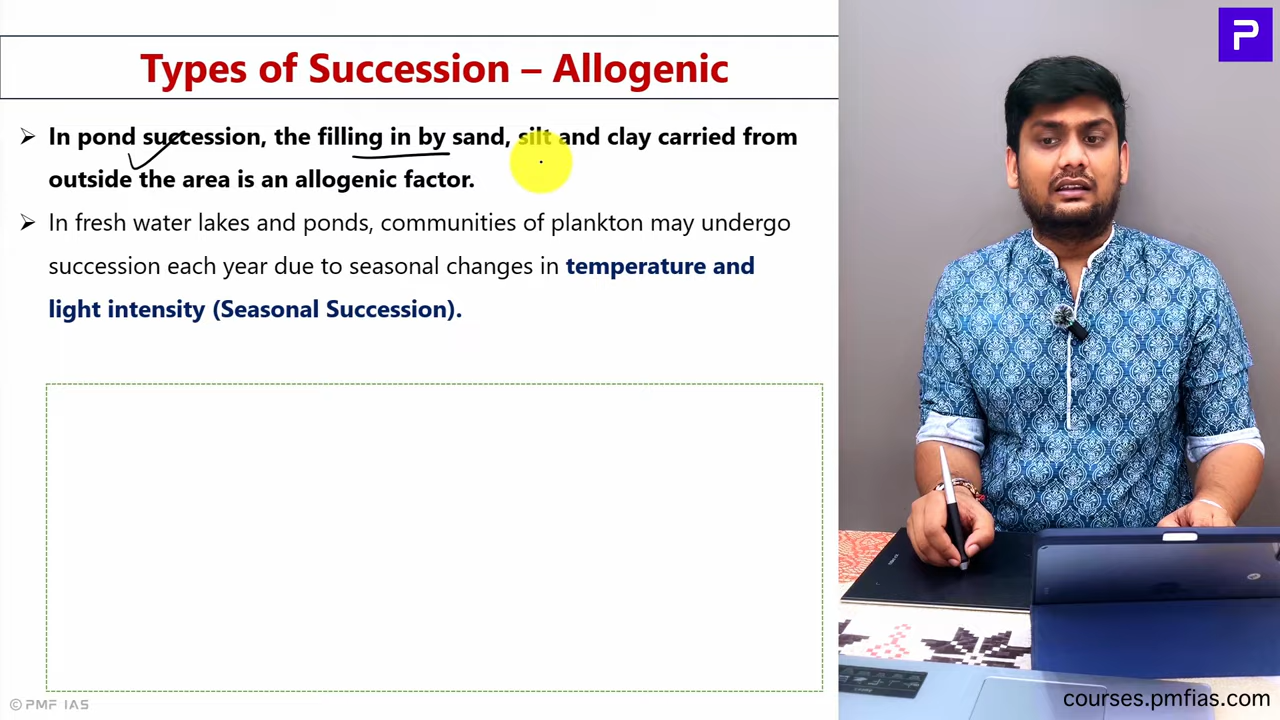 P
Types of Succession – Allogenic
➢ In pond succession, the filling in by sand, silt and clay carried from
outside the area is an allogenic factor.
➢ In fresh water lakes and ponds, communities of plankton may undergo
succession each year due to seasonal changes in temperature and
light intensity (Seasonal Succession).
© PMF IAS
courses.pmfias.com